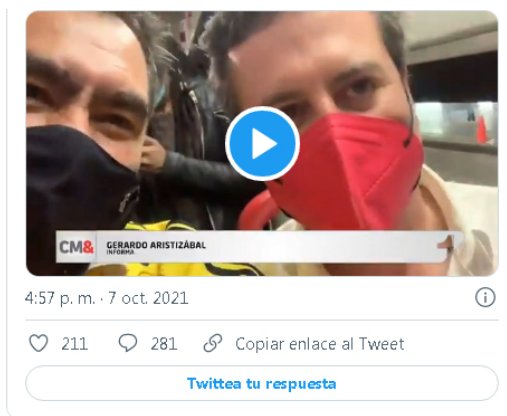 CM&
GERARDO ARISTIZÁBAL
INFORMA
4:57 p. m. · 7 oct. 2021
211 281 Copiar enlace al Tweet
Twittea tu respuesta